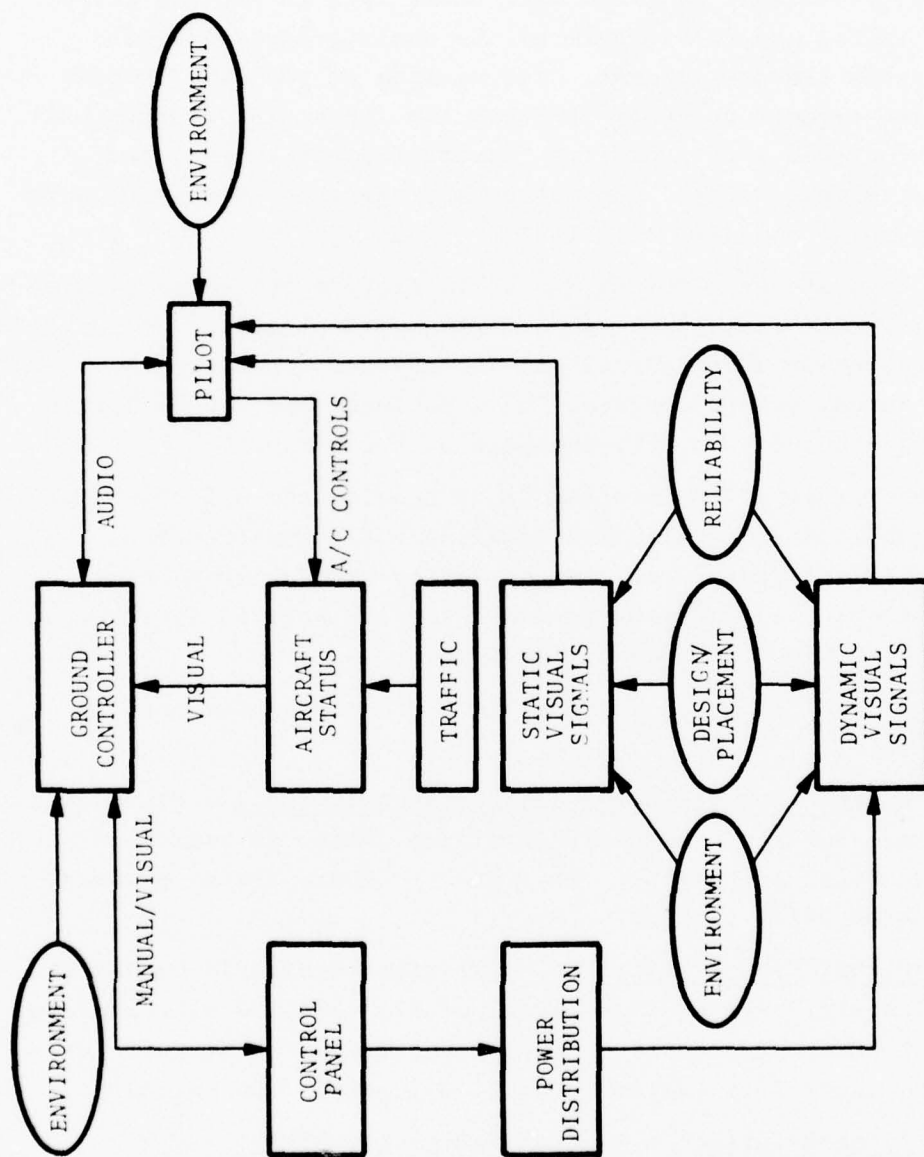 ENVIRONMENT
GROUND
CONTROLLER
AUDIO
PILOT
ENVIRONMENT
MANUAL/VISUAL
VISUAL
CONTROL
PANEL
AIRCRAFT
STATUS
A/C CONTROLS
TRAFFIC
POWER
DISTRIBUTION
STATIC
VISUAL
SIGNALS
ENVIRONMENT
DESIGN/
PLACEMENT
RELIABILITY
DYNAMIC
VISUAL
SIGNALS